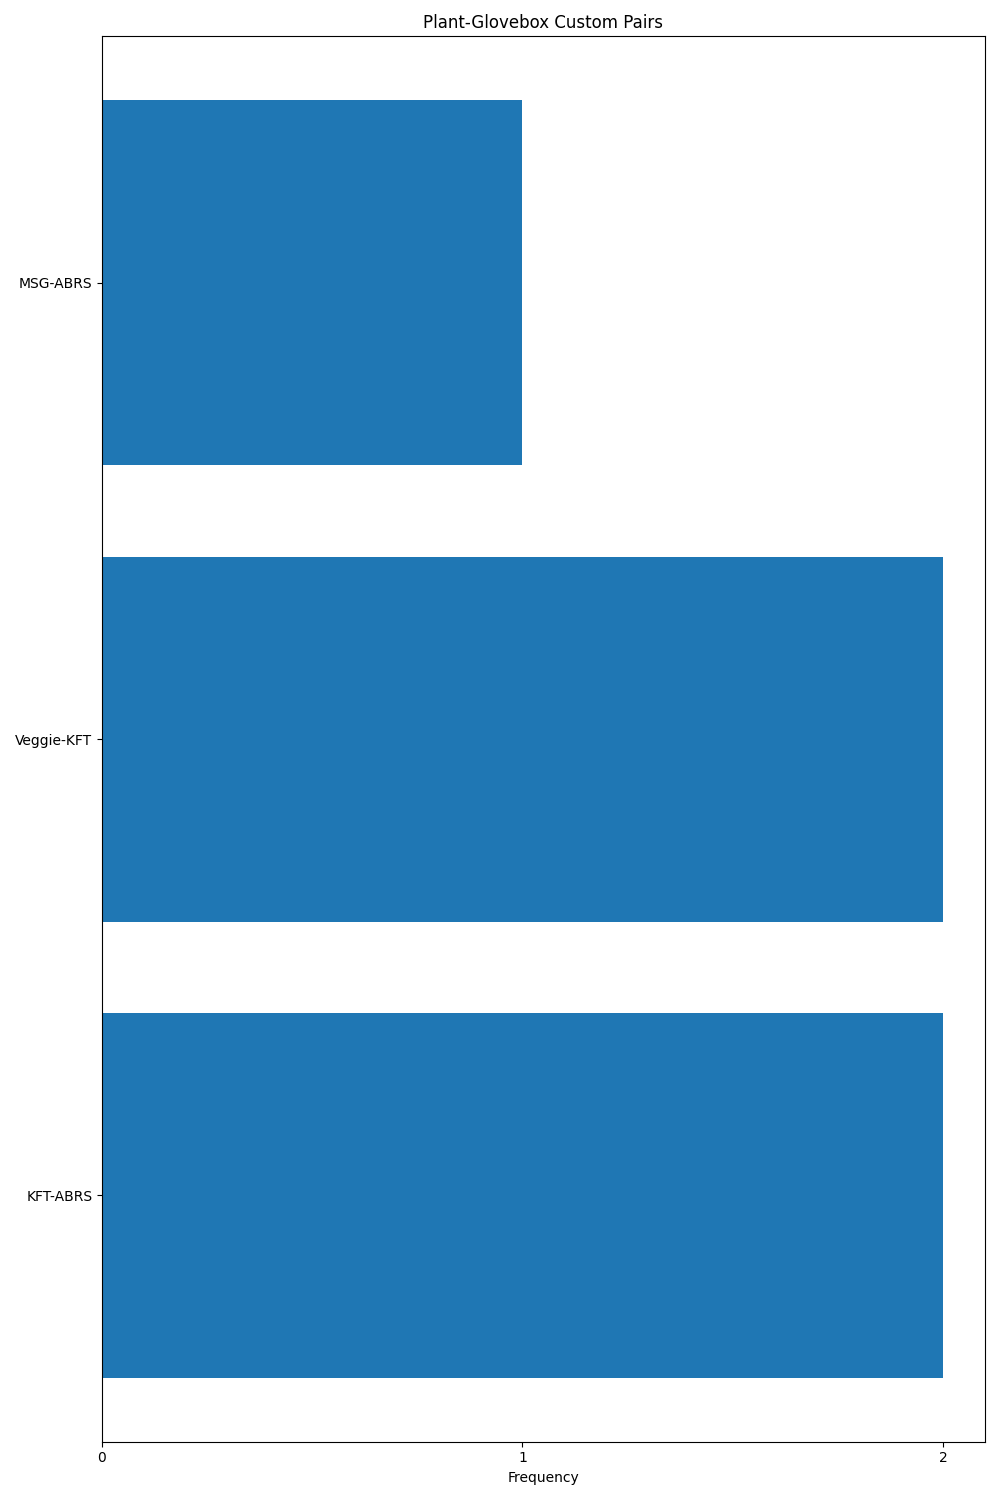 Plant-Glovebox Custom Pairs
MSG-ABRS
Veggie-KFT
KFT-ABRS
0 1 2
Frequency